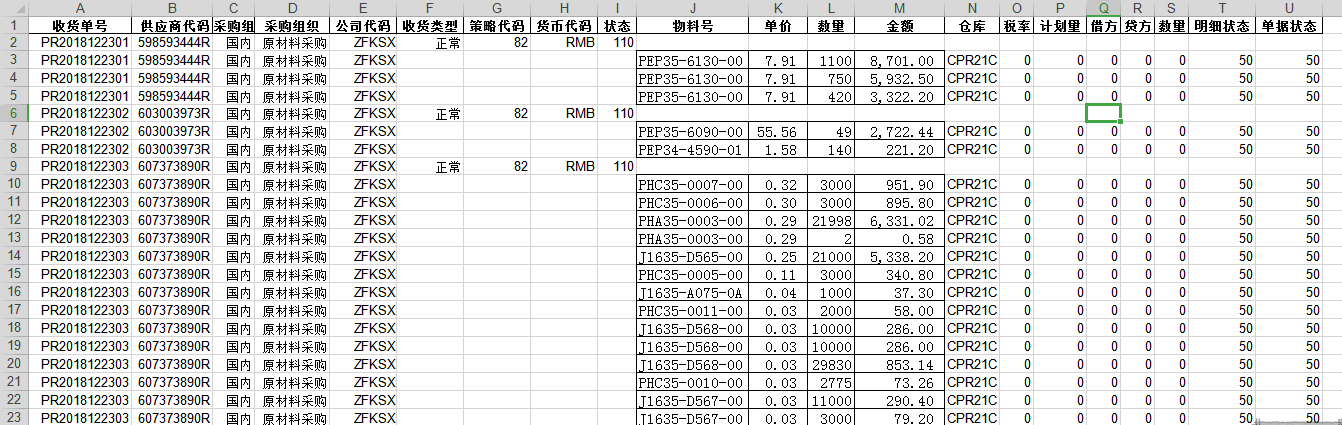 A B C D E F G H I J K L M N O P Q R S T U
1 收货单号 供应商代码 采购组 采购组织 公司代码 收货类型 策略代码 货币代码 状态 物料号 单价 数量 金额 仓库 税率 计划量 借方 贷方 数量 明细状态 单据状态
2 PR2018122301 598593444R 国内 原材料采购 ZFKSX 正常 82 RMB 110
3 PR2018122301 598593444R 国内 原材料采购 ZFKSX PEP35-6130-00 7.91 1100 8,701.00 CPR21C 0 0 0 0 0 50 50
4 PR2018122301 598593444R 国内 原材料采购 ZFKSX PEP35-6130-00 7.91 750 5,932.50 CPR21C 0 0 0 0 0 50 50
5 PR2018122301 598593444R 国内 原材料采购 ZFKSX PEP35-6130-00 7.91 420 3,322.20 CPR21C 0 0 0 0 0 50 50
6 PR2018122302 603003973R 国内 原材料采购 ZFKSX 正常 82 RMB 110
7 PR2018122302 603003973R 国内 原材料采购 ZFKSX PEP35-6090-00 55.56 49 2,722.44 CPR21C 0 0 0 0 0 50 50
8 PR2018122302 603003973R 国内 原材料采购 ZFKSX PEP34-4590-01 1.58 140 221.20 CPR21C 0 0 0 0 0 50 50
9 PR2018122303 607373890R 国内 原材料采购 ZFKSX 正常 82 RMB 110
10 PR2018122303 607373890R 国内 原材料采购 ZFKSX PHC35-0007-00 0.32 3000 951.90 CPR21C 0 0 0 0 0 50 50
11 PR2018122303 607373890R 国内 原材料采购 ZFKSX PHC35-0006-00 0.30 3000 895.80 CPR21C 0 0 0 0 0 50 50
12 PR2018122303 607373890R 国内 原材料采购 ZFKSX PHA35-0003-00 0.29 21998 6,331.02 CPR21C 0 0 0 0 0 50 50
13 PR2018122303 607373890R 国内 原材料采购 ZFKSX PHA35-0003-00 0.29 2 0.58 CPR21C 0 0 0 0 0 50 50
14 PR2018122303 607373890R 国内 原材料采购 ZFKSX J1635-D565-00 0.25 21000 5,338.20 CPR21C 0 0 0 0 0 50 50
15 PR2018122303 607373890R 国内 原材料采购 ZFKSX PHC35-0005-00 0.11 3000 340.80 CPR21C 0 0 0 0 0 50 50
16 PR2018122303 607373890R 国内 原材料采购 ZFKSX J1635-A075-0A 0.04 1000 37.30 CPR21C 0 0 0 0 0 50 50
17 PR2018122303 607373890R 国内 原材料采购 ZFKSX PHC35-0011-00 0.03 2000 58.00 CPR21C 0 0 0 0 0 50 50
18 PR2018122303 607373890R 国内 原材料采购 ZFKSX J1635-D568-00 0.03 10000 286.00 CPR21C 0 0 0 0 0 50 50
19 PR2018122303 607373890R 国内 原材料采购 ZFKSX J1635-D568-00 0.03 10000 286.00 CPR21C 0 0 0 0 0 50 50
20 PR2018122303 607373890R 国内 原材料采购 ZFKSX J1635-D568-00 0.03 29830 853.14 CPR21C 0 0 0 0 0 50 50
21 PR2018122303 607373890R 国内 原材料采购 ZFKSX PHC35-0010-00 0.03 2775 73.26 CPR21C 0 0 0 0 0 50 50
22 PR2018122303 607373890R 国内 原材料采购 ZFKSX J1635-D567-00 0.03 11000 290.40 CPR21C 0 0 0 0 0 50 50
23 PR2018122303 607373890R 国内 原材料采购 ZFKSX J1635-D567-00 0.03 3000 79.20 CPR21C 0 0 0 0 0 50 50